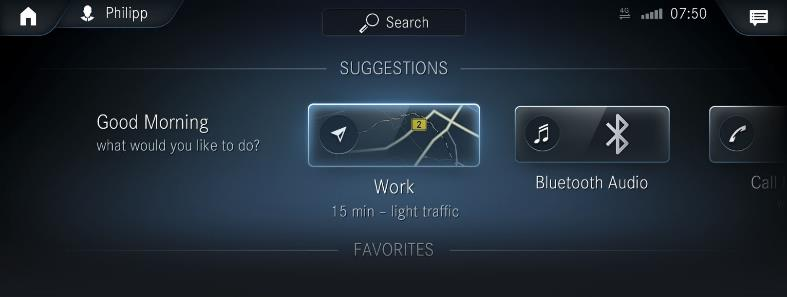 Philipp
Search
4G
07:50
SUGGESTIONS
Good Morning
what would you like to do?
2
Work
15 min – light traffic
Bluetooth Audio
Call
FAVORITES